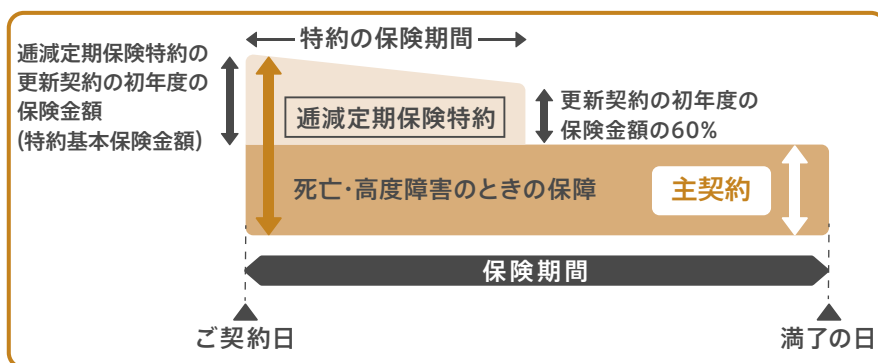 特約の保険期間
逓減定期保険特約の
更新契約の初年度の
保険金額
(特約基本保険金額)
逓減定期保険特約
更新契約の初年度の
保険金額の60%
死亡・高度障害のときの保障
主契約
保険期間
ご契約日
満了の日